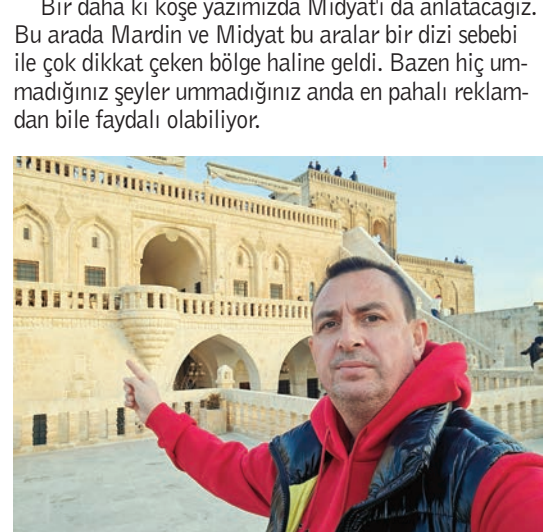 Bir daha ki köşe yazımızda Midyat'ı da anlatacağız.
Bu arada Mardin ve Midyat bu aralar bir dizi sebebi
ile çok dikkat çeken bölge haline geldi. Bazen hiç um-
madığınız şeyler ummadığınız anda en pahalı reklam-
dan bile faydalı olabiliyor.